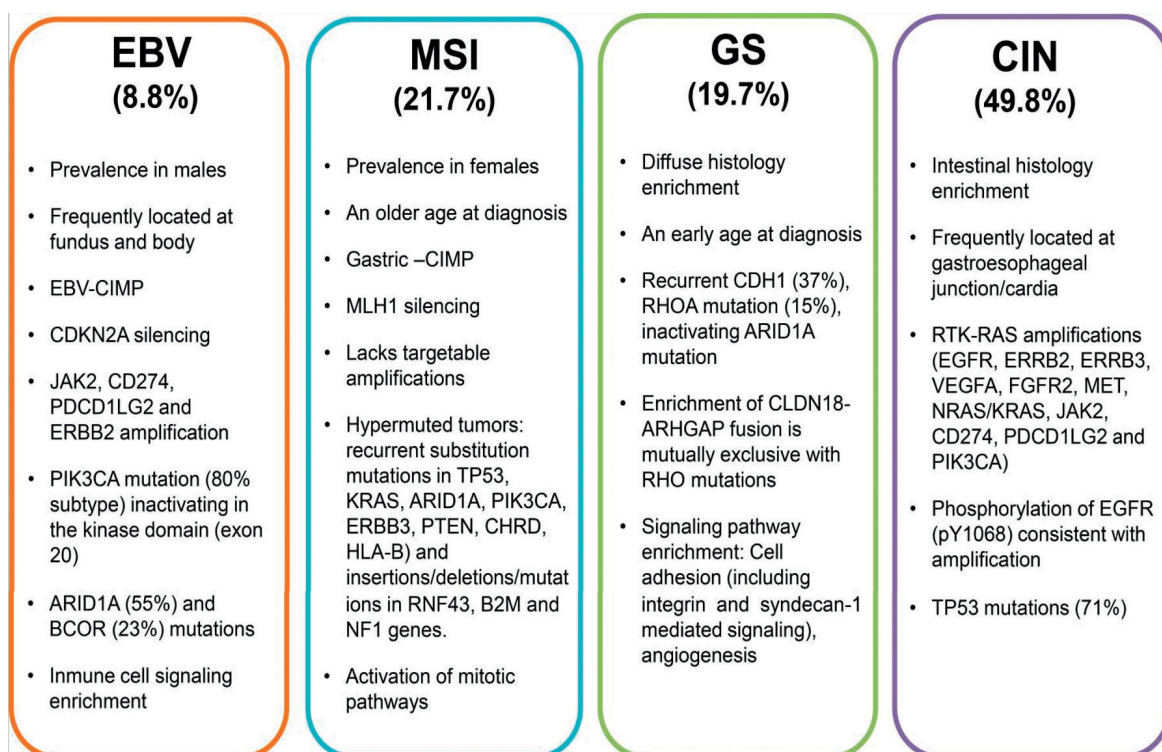 EBV
(8.8%)
• Prevalence in males
• Frequently located at
fundus and body
• EBV-CIMP
• CDKN2A silencing
• JAK2, CD274,
PDCD1LG2 and
ERBB2 amplification
• PIK3CA mutation (80%
subtype) inactivating in
the kinase domain (exon
20)
• ARID1A (55%) and
BCOR (23%) mutations
• Inmune cell signaling
enrichment
MSI
(21.7%)
• Prevalence in females
• An older age at diagnosis
• Gastric –CIMP
• MLH1 silencing
• Lacks targetable
amplifications
• Hypermuted tumors:
recurrent substitution
mutations in TP53,
KRAS, ARID1A, PIK3CA,
ERBB3, PTEN, CHRD,
HLA-B) and
insertions/deletions/mutat
ions in RNF43, B2M and
NF1 genes.
• Activation of mitotic
pathways
GS
(19.7%)
• Diffuse histology
enrichment
• An early age at diagnosis
• Recurrent CDH1 (37%),
RHOA mutation (15%),
inactivating ARID1A
mutation
• Enrichment of CLDN18-
ARHGAP fusion is
mutually exclusive with
RHO mutations
• Signaling pathway
enrichment: Cell
adhesion (including
integrin and syndecan-1
mediated signaling),
angiogenesis
CIN
(49.8%)
• Intestinal histology
enrichment
• Frequently located at
gastroesophageal
junction/cardia
• RTK-RAS amplifications
(EGFR, ERRB2, ERRB3,
VEGFA, FGFR2, MET,
NRAS/KRAS, JAK2,
CD274, PDCD1LG2 and
PIK3CA)
• Phosphorylation of EGFR
(pY1068) consistent with
amplification
• TP53 mutations (71%)